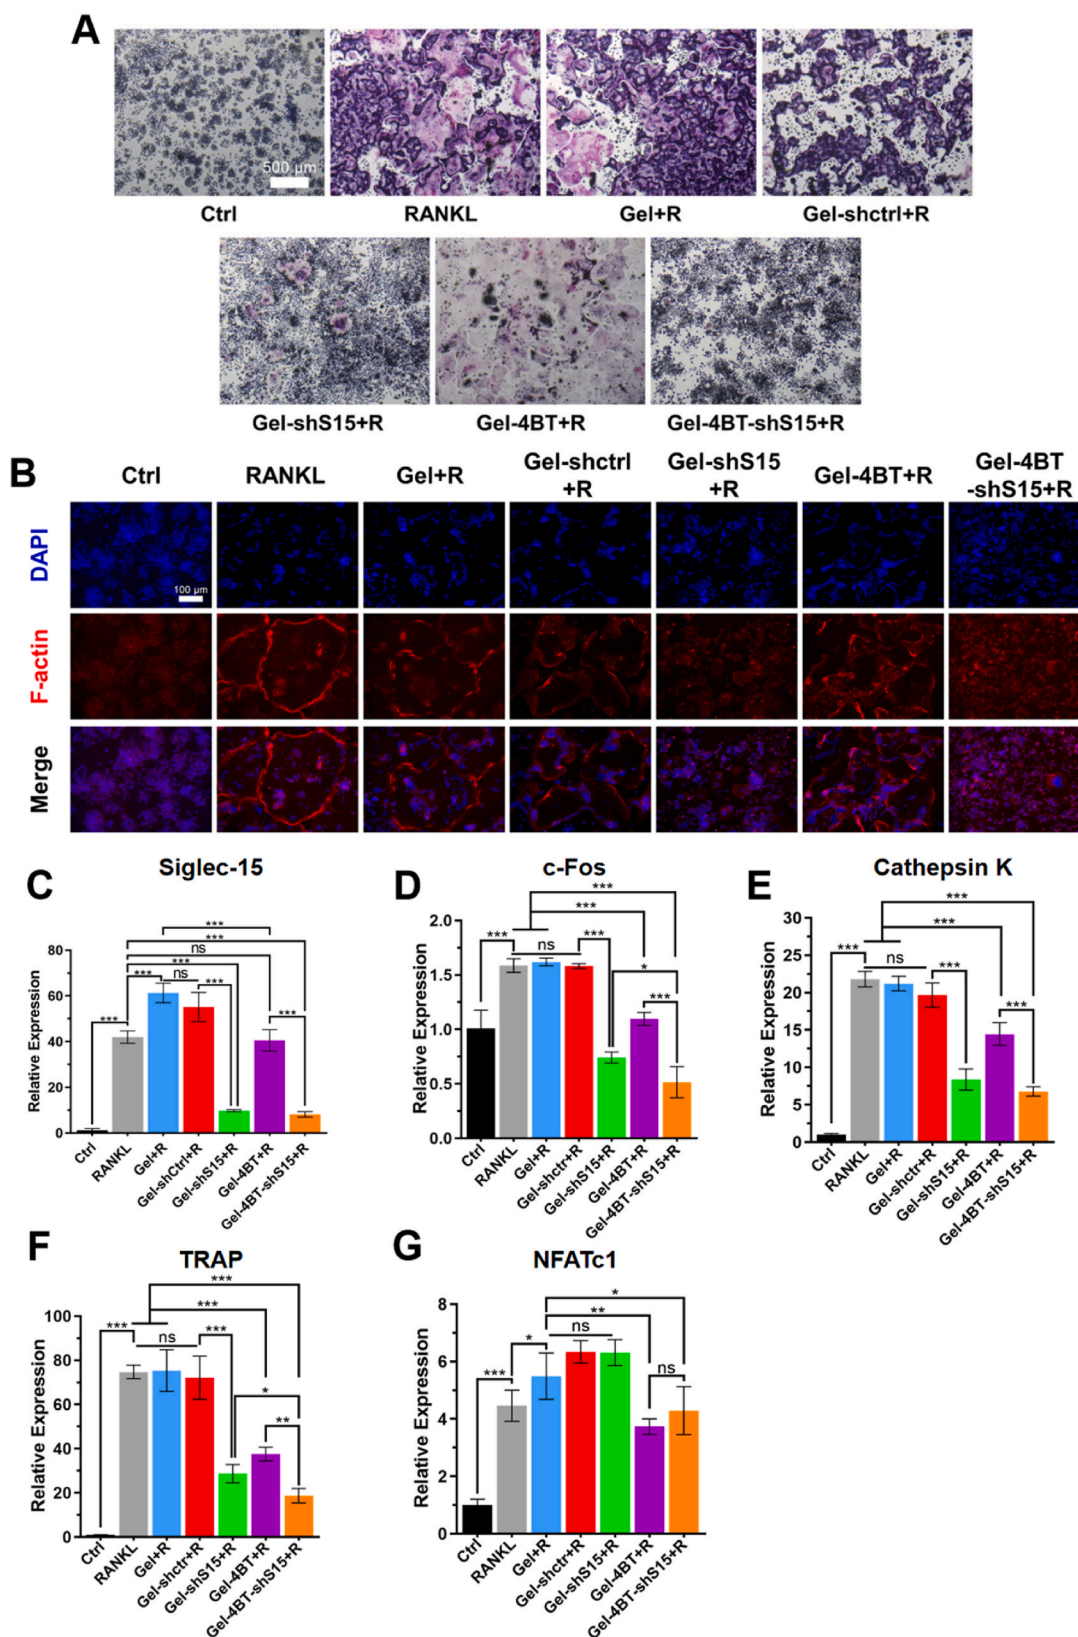 A
500 µm
Ctrl
RANKL
Gel+R
Gel-shctrl+R
Gel-shS15+R
Gel-4BT+R
Gel-4BT-shS15+R
B
Ctrl
RANKL
Gel+R
Gel-shctrl
+R
Gel-shS15
+R
Gel-4BT+R
Gel-4BT
-shS15+R
DAPI
100 µm
F-actin
Merge
C
Siglec-15
Relative Expression
80
60
40
20
0
***
***
ns
***
***
ns
***
***
***
Ctrl
RANKL
Gel+R
Gel-shCtrl+R
Gel-shS15+R
Gel-4BT+R
Gel-4BT-shS15+R
D
c-Fos
Relative Expression
2.0
1.5
1.0
0.5
0.0
***
***
***
ns
***
*
***
Ctrl
RANKL
Gel+R
Gel-shctr+R
Gel-shS15+R
Gel-4BT+R
Gel-4BT-shS15+R
E
Cathepsin K
Relative Expression
30
25
20
15
10
5
0
***
***
***
ns
***
***
Ctrl
RANKL
Gel+R
Gel-shctr+R
Gel-shS15+R
Gel-4BT+R
Gel-4BT-shS15+R
F
TRAP
Relative Expression
100
80
60
40
20
0
***
***
***
ns
***
*
**
Ctrl
RANKL
Gel+R
Gel-shctr+R
Gel-shS15+R
Gel-4BT+R
Gel-4BT-shS15+R
G
NFATc1
Relative Expression
8
6
4
2
0
*
**
ns
*
***
ns
Ctrl
RANKL
Gel+R
Gel-shctr+R
Gel-shS15+R
Gel-4BT+R
Gel-4BT-shS15+R